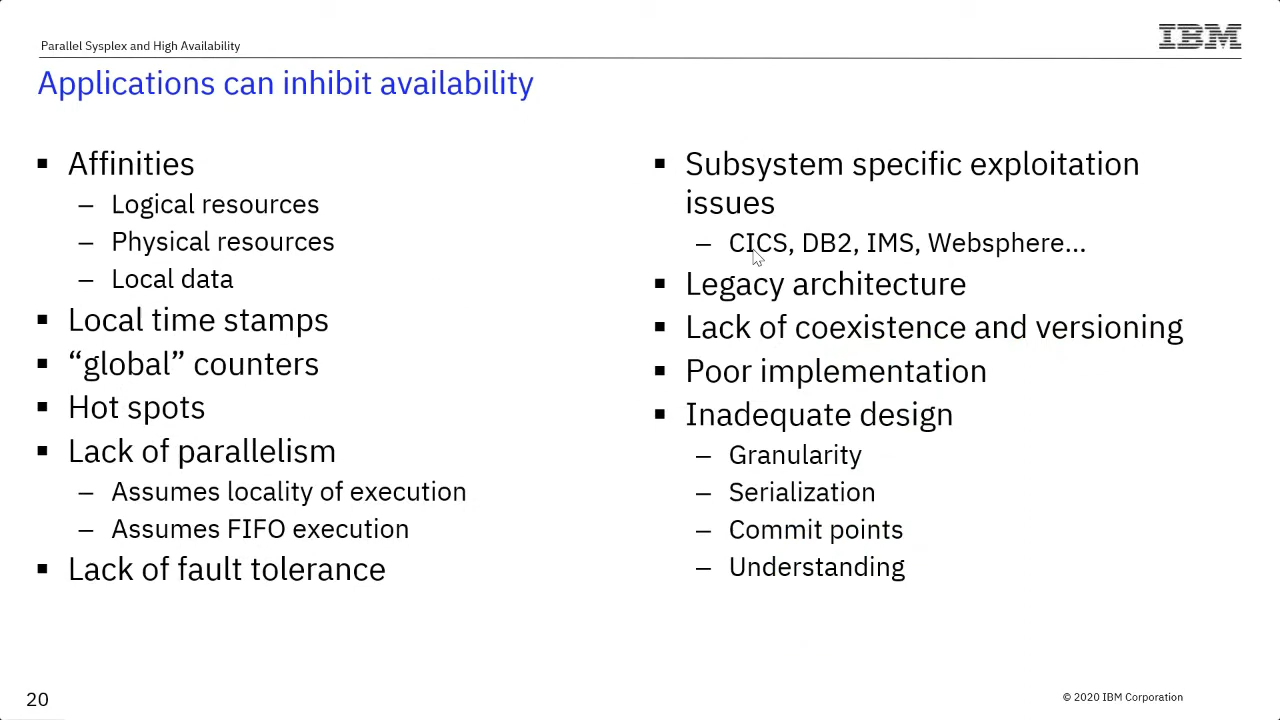 Parallel Sysplex and High Availability
IBM
Applications can inhibit availability
▪ Affinities
– Logical resources
– Physical resources
– Local data
▪ Local time stamps
▪ “global” counters
▪ Hot spots
▪ Lack of parallelism
– Assumes locality of execution
– Assumes FIFO execution
▪ Lack of fault tolerance
▪ Subsystem specific exploitation
issues
– CICS, DB2, IMS, Websphere...
▪ Legacy architecture
▪ Lack of coexistence and versioning
▪ Poor implementation
▪ Inadequate design
– Granularity
– Serialization
– Commit points
– Understanding
20
© 2020 IBM Corporation